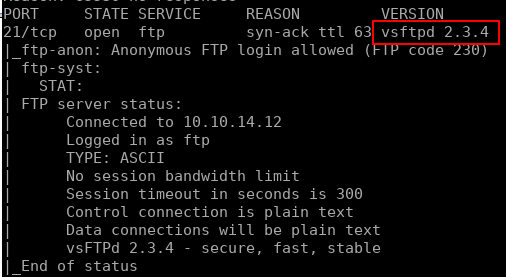 PORT     STATE SERVICE     REASON         VERSION
21/tcp   open  ftp         syn-ack ttl 63 vsftpd 2.3.4
|_ftp-anon: Anonymous FTP login allowed (FTP code 230)
| ftp-syst:
|   STAT:
| FTP server status:
|      Connected to 10.10.14.12
|      Logged in as ftp
|      TYPE: ASCII
|      No session bandwidth limit
|      Session timeout in seconds is 300
|      Control connection is plain text
|      Data connections will be plain text
|      vsFTPd 2.3.4 - secure, fast, stable
|_End of status